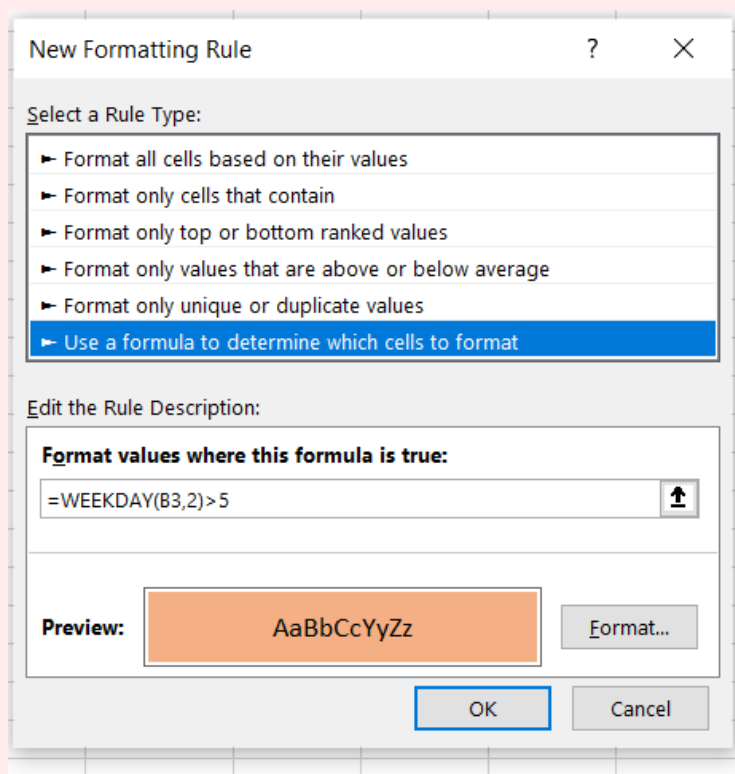 New Formatting Rule ?
Select a Rule Type:
► Format all cells based on their values
► Format only cells that contain
► Format only top or bottom ranked values
► Format only values that are above or below average
► Format only unique or duplicate values
► Use a formula to determine which cells to format
Edit the Rule Description:
Format values where this formula is true:
=WEEKDAY(B3,2)>5
Preview: AaBbCcYyZz Format...
OK Cancel